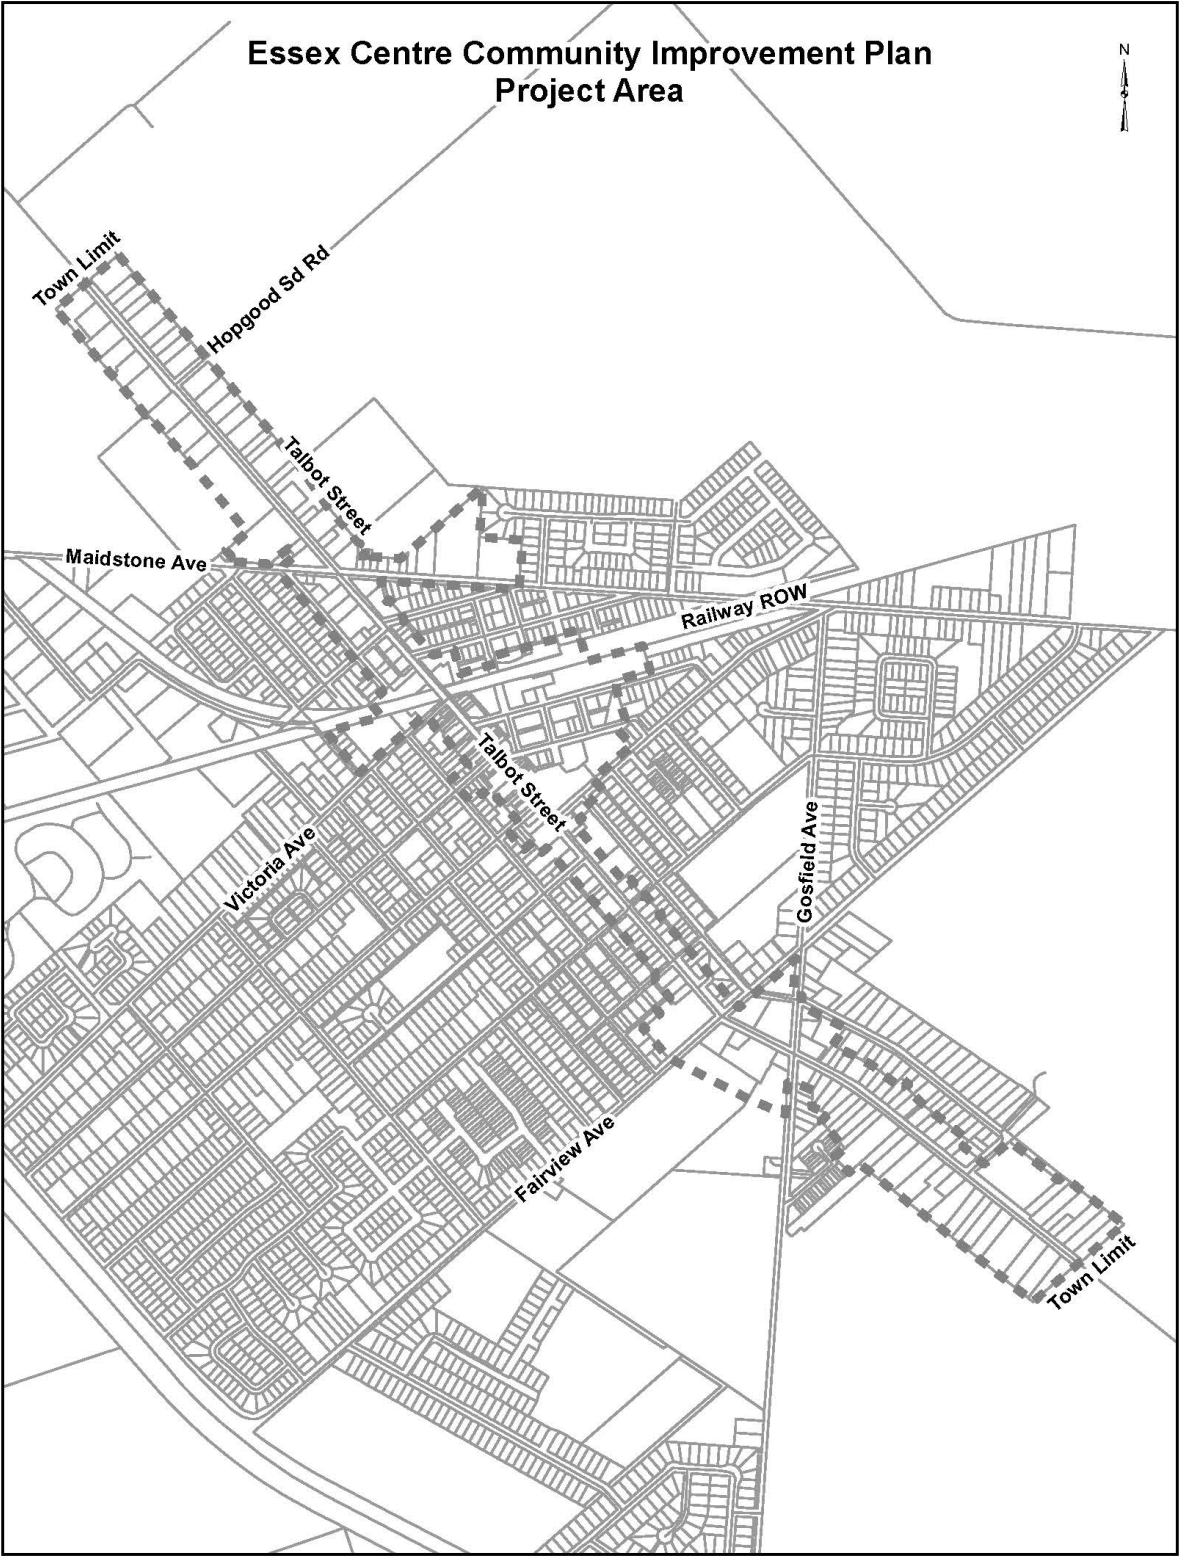 Essex Centre Community Improvement Plan
Project Area
N
Town Limit
Hopgood Sd Rd
Talbot Street
Maidstone Ave
Railway ROW
Talbot Street
Victoria Ave
Gosfield Ave
Fairview Ave
Town Limit